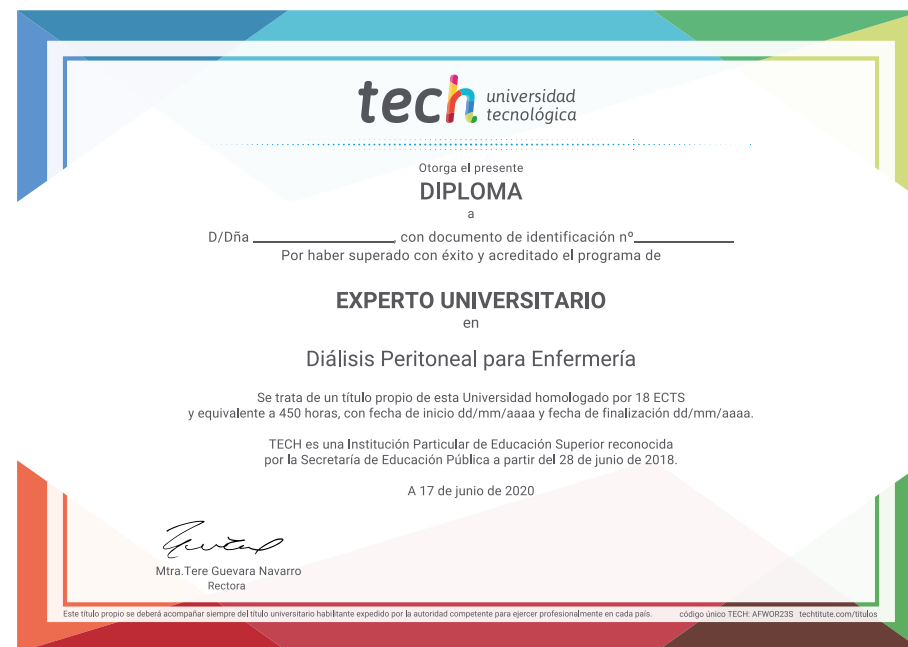 tech universidad
tecnológica
Otorga el presente
DIPLOMA
a
D/Dña ______________, con documento de identificación nº__________
Por haber superado con éxito y acreditado el programa de
EXPERTO UNIVERSITARIO
en
Diálisis Peritoneal para Enfermería
Se trata de un título propio de esta Universidad homologado por 18 ECTS
y equivalente a 450 horas, con fecha de inicio dd/mm/aaaa y fecha de finalización dd/mm/aaaa.
TECH es una Institución Particular de Educación Superior reconocida
por la Secretaría de Educación Pública a partir del 28 de junio de 2018.
A 17 de junio de 2020
Mtra.Tere Guevara Navarro
Rectora
Este título propio se deberá acompañar siempre del título universitario habilitante expedido por la autoridad competente para ejercer profesionalmente en cada país. código único TECH: AFWOR23S techtitute.com/títulos